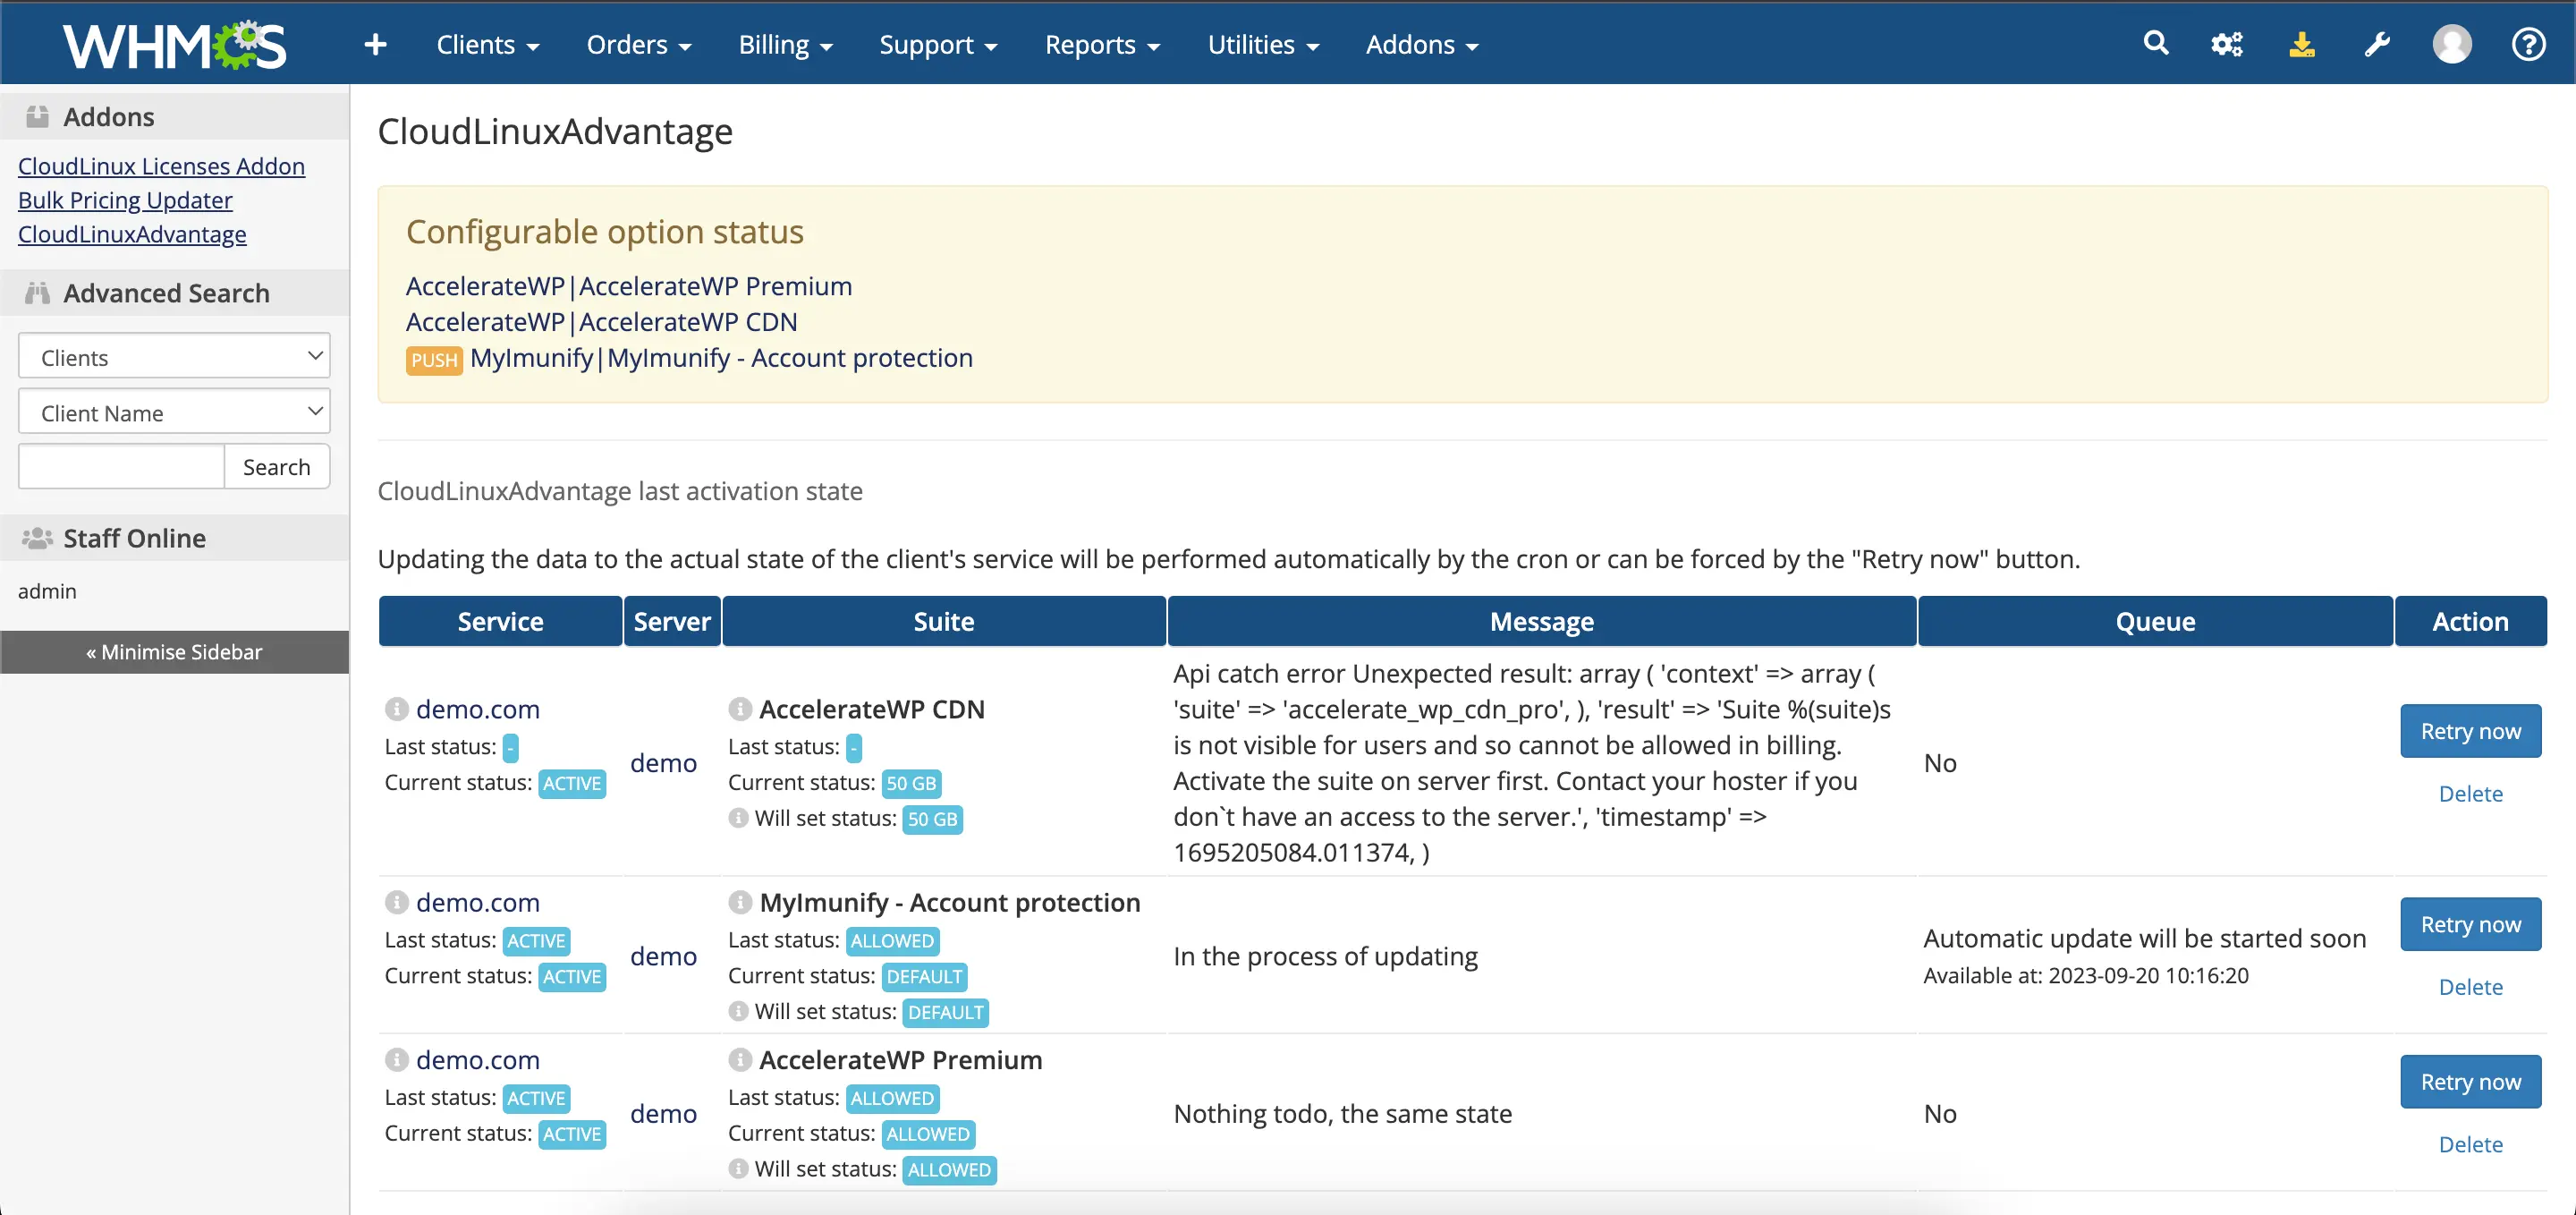 WHMCS
+ Clients Orders Billing Support Reports Utilities Addons
Addons
CloudLinux Licenses Addon
Bulk Pricing Updater
CloudLinuxAdvantage
Advanced Search
Clients
Client Name
Search
Staff Online
admin
« Minimise Sidebar
CloudLinuxAdvantage
Configurable option status
AccelerateWP|AccelerateWP Premium
AccelerateWP|AccelerateWP CDN
PUSH MyImunify|MyImunify - Account protection
CloudLinuxAdvantage last activation state
Updating the data to the actual state of the client's service will be performed automatically by the cron or can be forced by the "Retry now" button.
Service Server Suite Message Queue Action
demo.com
Last status: -
Current status: ACTIVE
demo
AccelerateWP CDN
Last status: -
Current status: 50 GB
Will set status: 50 GB
Api catch error Unexpected result: array ( 'context' => array (
'suite' => 'accelerate_wp_cdn_pro', ), 'result' => 'Suite %(suite)s
is not visible for users and so cannot be allowed in billing.
Activate the suite on server first. Contact your hoster if you
don`t have an access to the server.', 'timestamp' =>
1695205084.011374, )
No
Retry now
Delete
demo.com
Last status: ACTIVE
Current status: ACTIVE
demo
MyImunify - Account protection
Last status: ALLOWED
Current status: DEFAULT
Will set status: DEFAULT
In the process of updating
Automatic update will be started soon
Available at: 2023-09-20 10:16:20
Retry now
Delete
demo.com
Last status: ACTIVE
Current status: ACTIVE
demo
AccelerateWP Premium
Last status: ALLOWED
Current status: ALLOWED
Will set status: ALLOWED
Nothing todo, the same state
No
Retry now
Delete